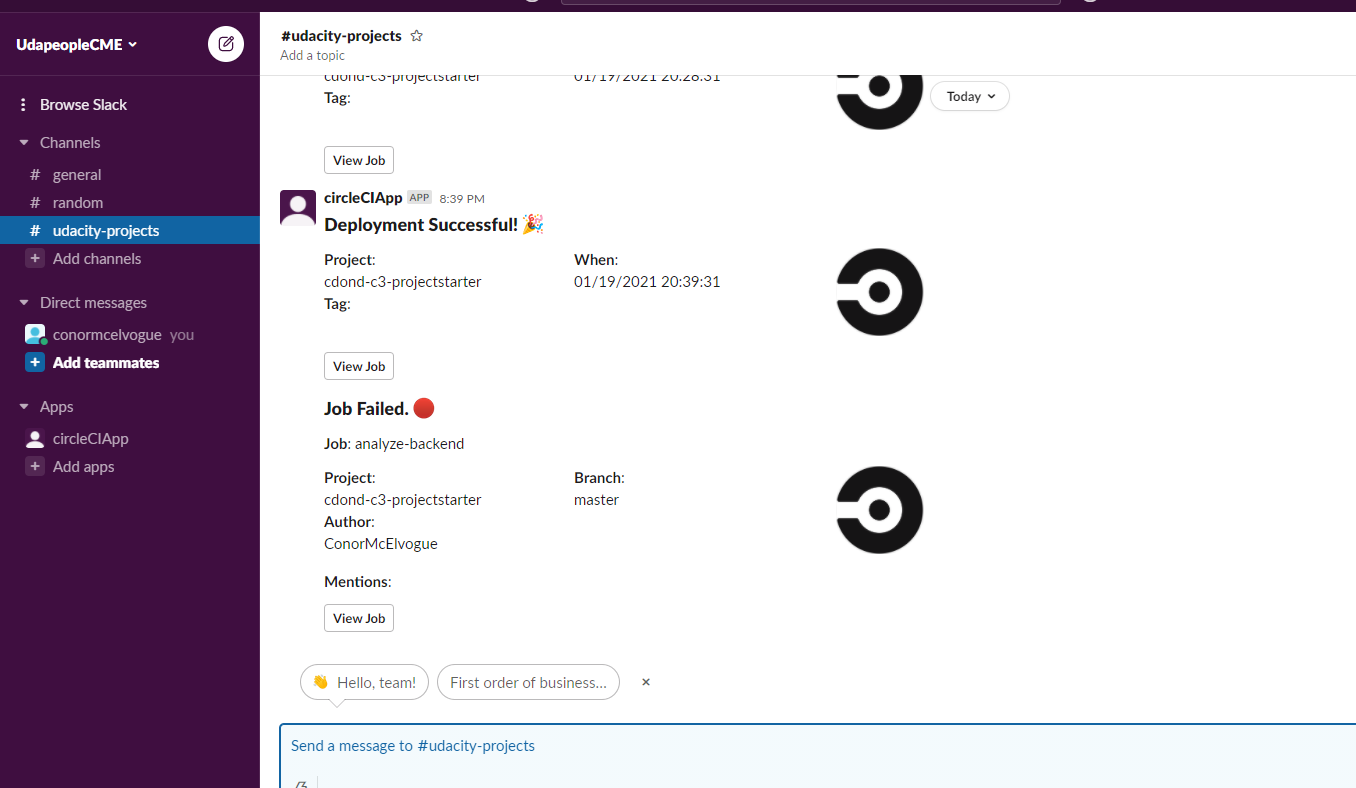 UdapeopleCME
Browse Slack
Channels
# general
# random
# udacity-projects
+ Add channels
Direct messages
conormcelvogue you
+ Add teammates
Apps
circleCIApp
+ Add apps
#udacity-projects
Add a topic
cdond-c3-projectstarter 01/19/2021 20:28:31
Tag:
Today
View Job
circleCIApp APP 8:39 PM
Deployment Successful! 🎉
Project: When:
cdond-c3-projectstarter 01/19/2021 20:39:31
Tag:
View Job
Job Failed. 🔴
Job: analyze-backend
Project: Branch:
cdond-c3-projectstarter master
Author:
ConorMcElvogue
Mentions:
View Job
👋 Hello, team! First order of business... ×
Send a message to #udacity-projects